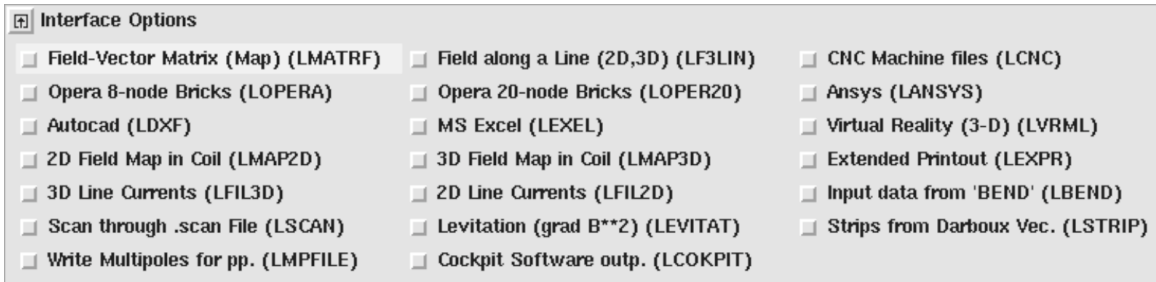 Interface Options
Field-Vector Matrix (Map) (LMATRF) Field along a Line (2D,3D) (LF3LIN) CNC Machine files (LCNC)
Opera 8-node Bricks (LOPERA) Opera 20-node Bricks (LOPER20) Ansys (LANSYS)
Autocad (LDXF) MS Excel (LEXEL) Virtual Reality (3-D) (LVRML)
2D Field Map in Coil (LMAP2D) 3D Field Map in Coil (LMAP3D) Extended Printout (LEXPR)
3D Line Currents (LFIL3D) 2D Line Currents (LFIL2D) Input data from 'BEND' (LBEND)
Scan through .scan File (LSCAN) Levitation (grad B**2) (LEVITAT) Strips from Darboux Vec. (LSTRIP)
Write Multipoles for pp. (LMPFILE) Cockpit Software outp. (LCOKPIT)